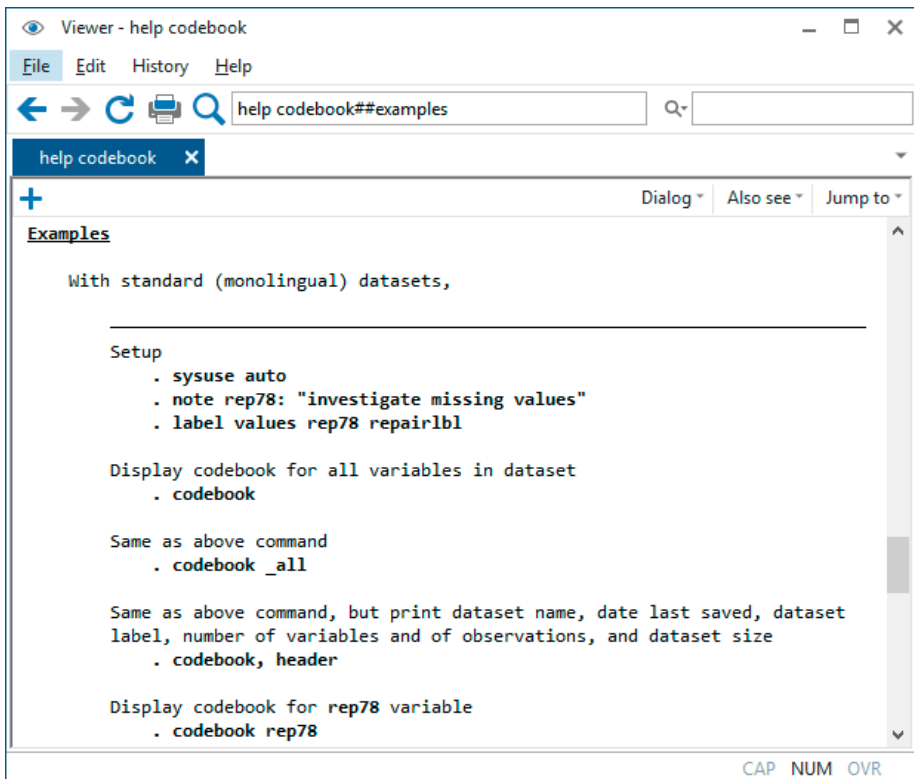 Viewer - help codebook
File Edit History Help
help codebook##examples
help codebook
Dialog Also see Jump to
Examples
With standard (monolingual) datasets,
Setup
. sysuse auto
. note rep78: "investigate missing values"
. label values rep78 repairlbl
Display codebook for all variables in dataset
. codebook
Same as above command
. codebook _all
Same as above command, but print dataset name, date last saved, dataset
label, number of variables and of observations, and dataset size
. codebook, header
Display codebook for rep78 variable
. codebook rep78
CAP NUM OVR